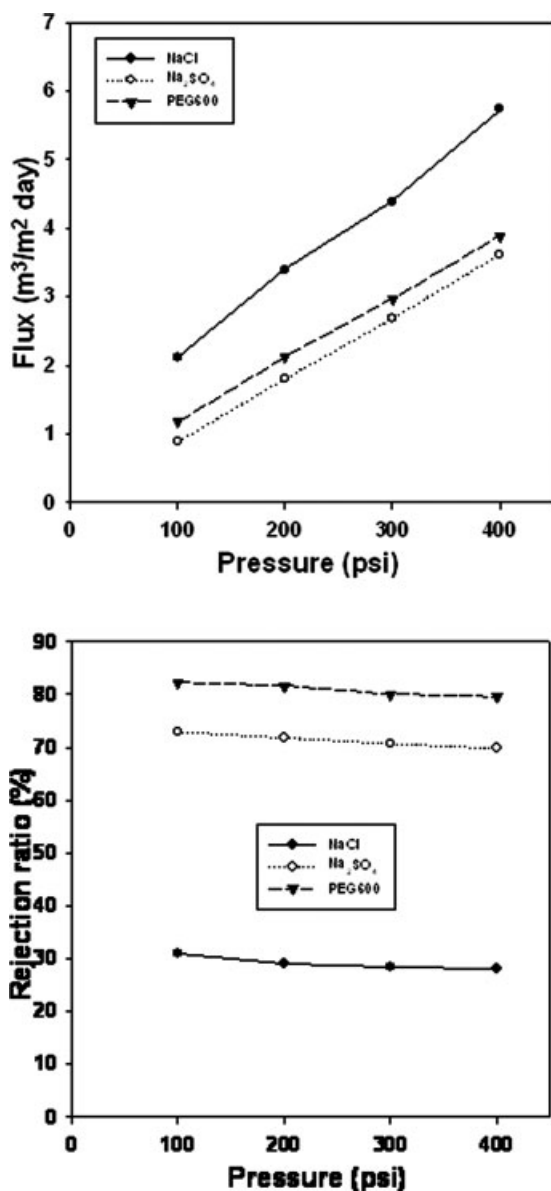 7
6
5
4
3
2
1
0
Flux (m³/m² day)
NaCl
Na₂SO₄
PEG600
0 100 200 300 400
Pressure (psi)
90
80
70
60
50
40
30
20
10
0
Rejection ratio (%)
NaCl
Na₂SO₄
PEG600
0 100 200 300 400
Pressure (psi)